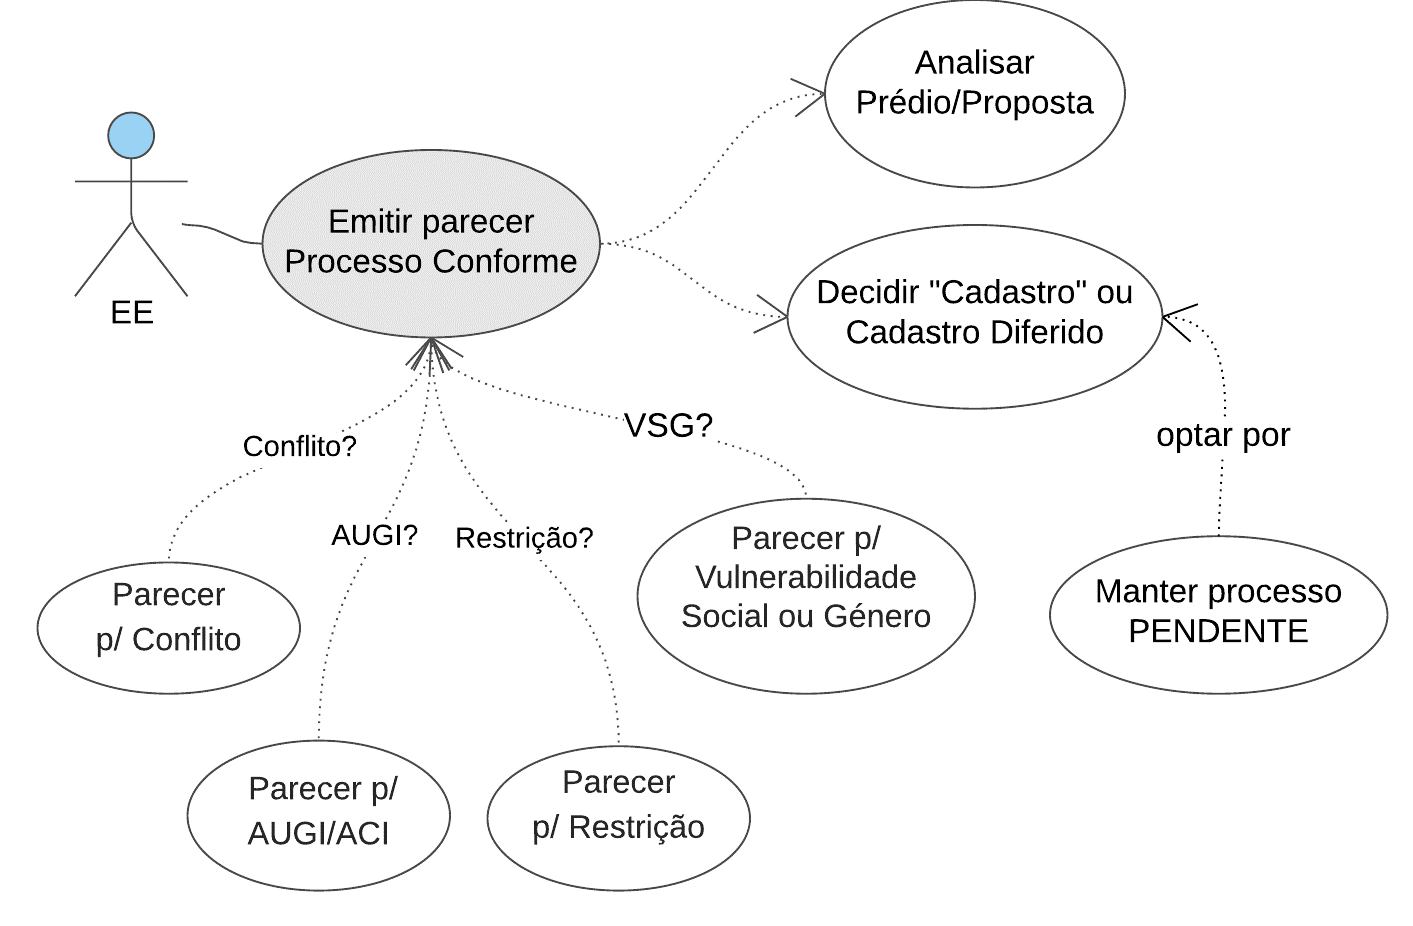 Analisar
Prédio/Proposta
Emitir parecer
Processo Conforme
EE
Decidir "Cadastro" ou
Cadastro Diferido
Conflito?
VSG?
optar por
AUGI?
Restrição?
Parecer
p/ Conflito
Parecer p/
Vulnerabilidade
Social ou Género
Manter processo
PENDENTE
Parecer p/
AUGI/ACI
Parecer
p/ Restrição